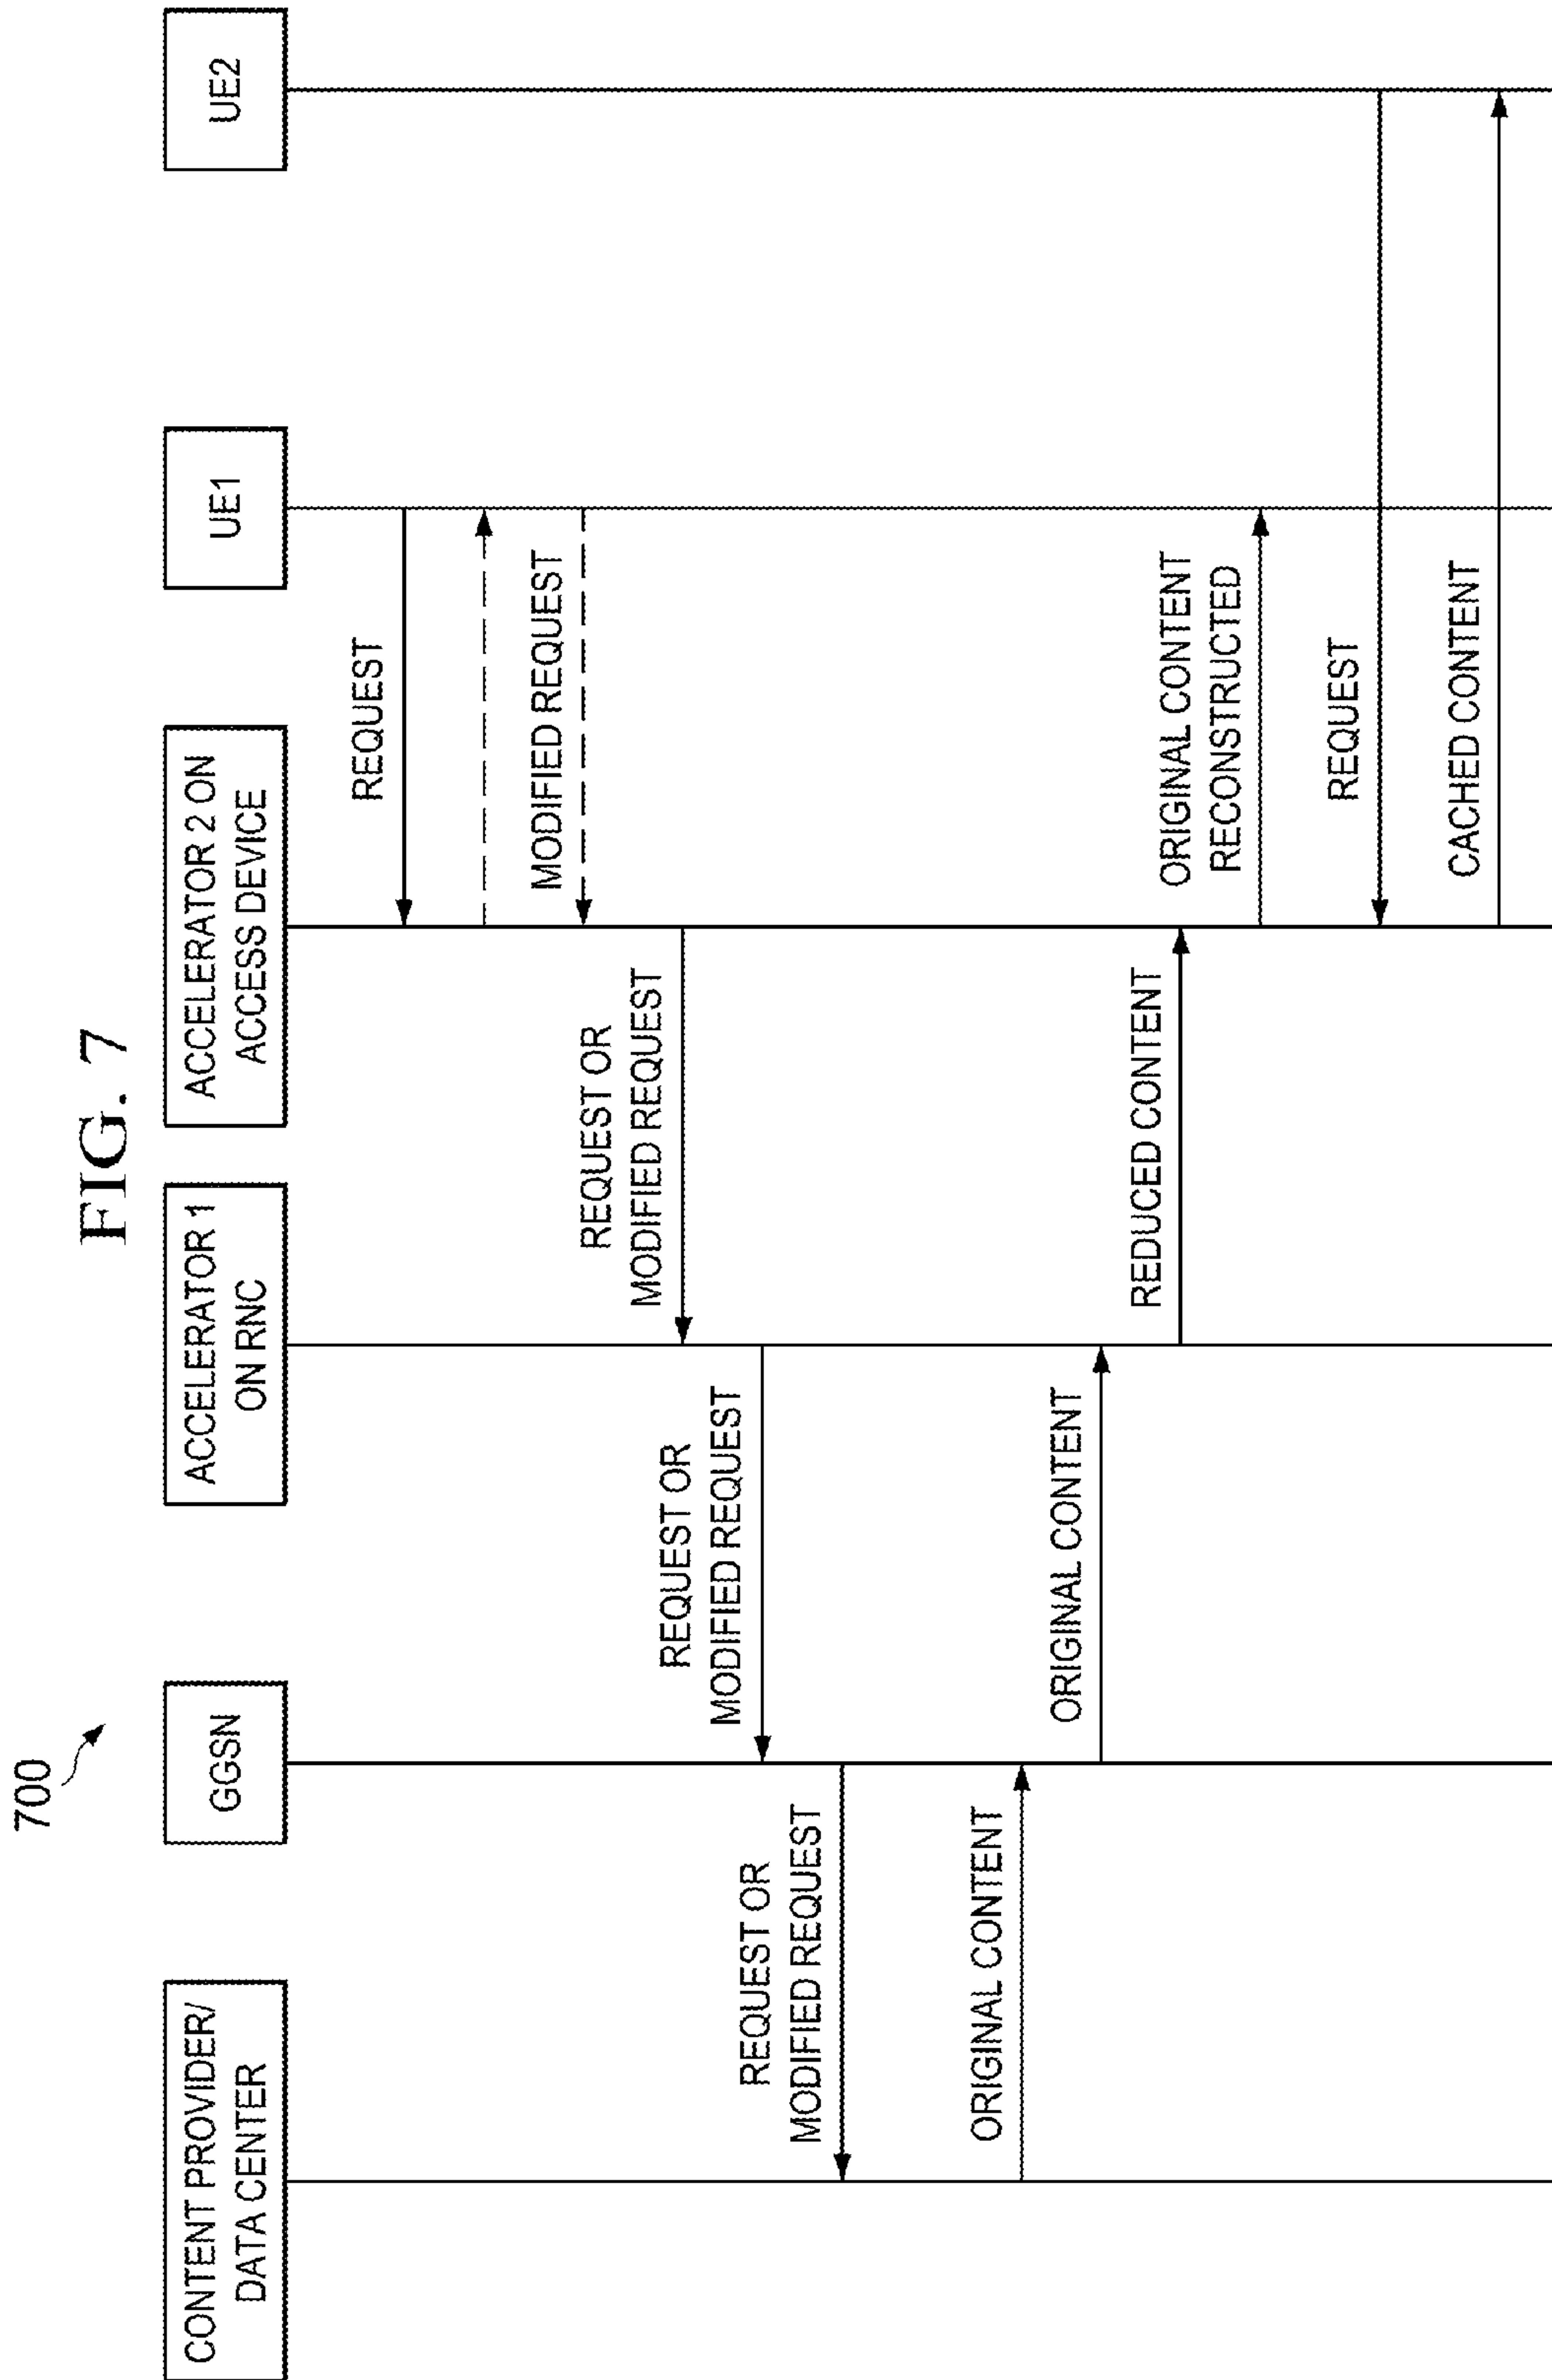 700
FIG. 7
CONTENT PROVIDER/
DATA CENTER
GGSN
ACCELERATOR 1
ON RNC
ACCELERATOR 2 ON
ACCESS DEVICE
UE1
UE2
REQUEST
MODIFIED REQUEST
REQUEST OR
MODIFIED REQUEST
REQUEST OR
MODIFIED REQUEST
REQUEST OR
MODIFIED REQUEST
ORIGINAL CONTENT
ORIGINAL CONTENT
REDUCED CONTENT
ORIGINAL CONTENT
RECONSTRUCTED
REQUEST
CACHED CONTENT